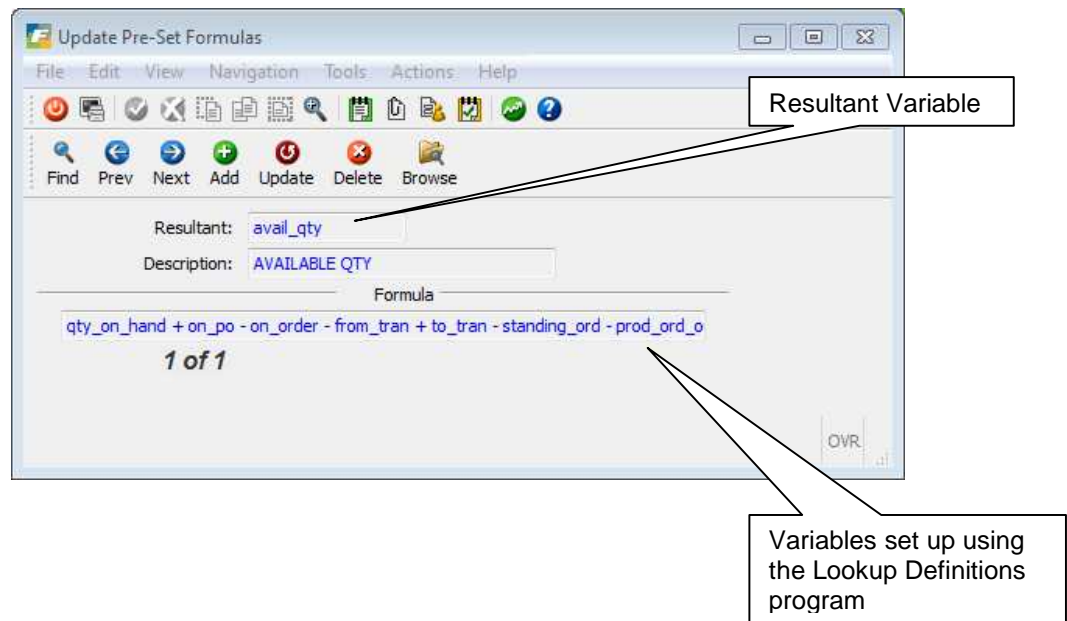 Update Pre-Set Formulas
File Edit View Navigation Tools Actions Help
Resultant Variable
Find Prev Next Add Update Delete Browse
Resultant: avail_qty
Description: AVAILABLE QTY
Formula
qty_on_hand + on_po - on_order - from_tran + to_tran - standing_ord - prod_ord_o
1 of 1
OVR
Variables set up using
the Lookup Definitions
program